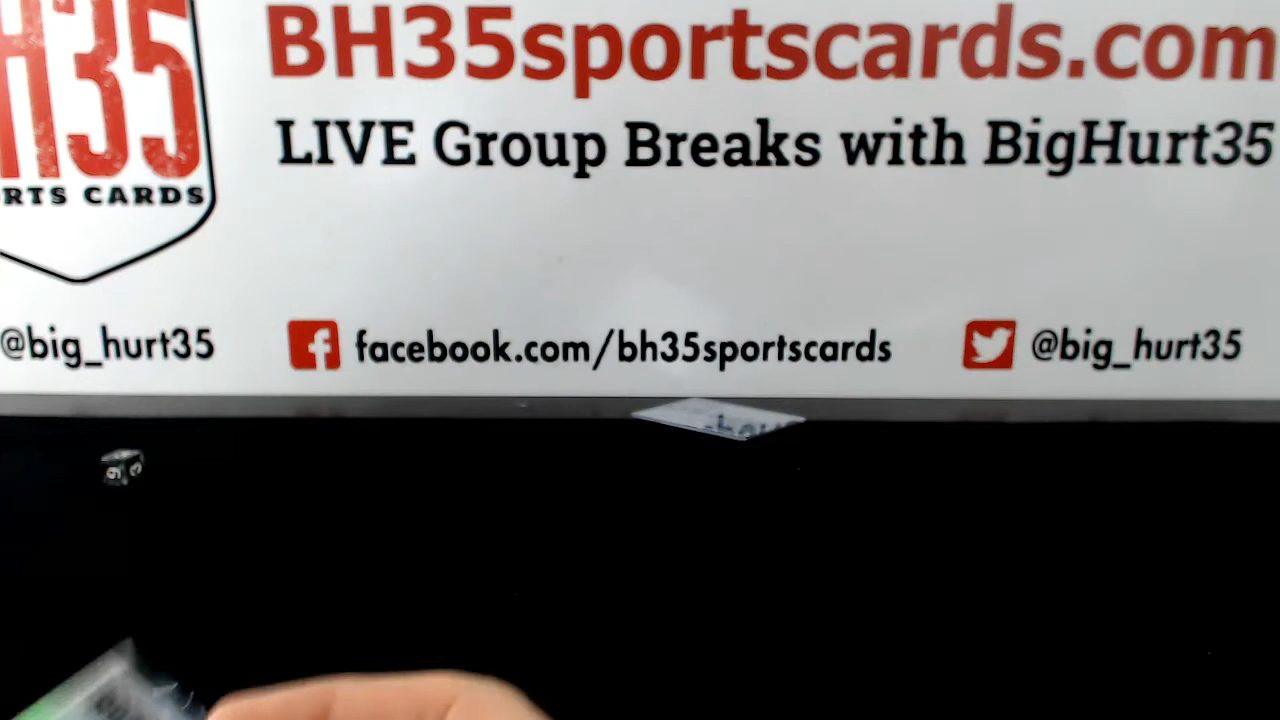 H35
RTS CARDS
BH35sportscards.com
LIVE Group Breaks with BigHurt35
@big_hurt35
facebook.com/bh35sportscards
@big_hurt35